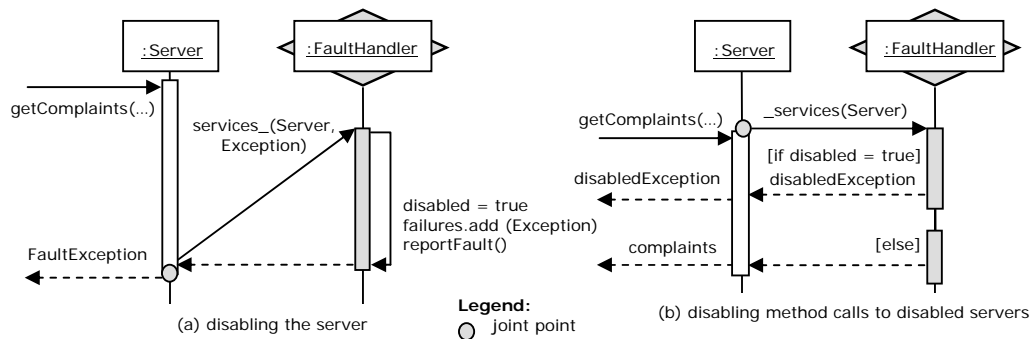 :Server
:FaultHandler
getComplaints(...)
services_(Server,
Exception)
disabled = true
failures.add (Exception)
reportFault()
FaultException
(a) disabling the server
:Server
:FaultHandler
getComplaints(...)
_services(Server)
[if disabled = true]
disabledException
disabledException
complaints
[else]
(b) disabling method calls to disabled servers
Legend:
joint point